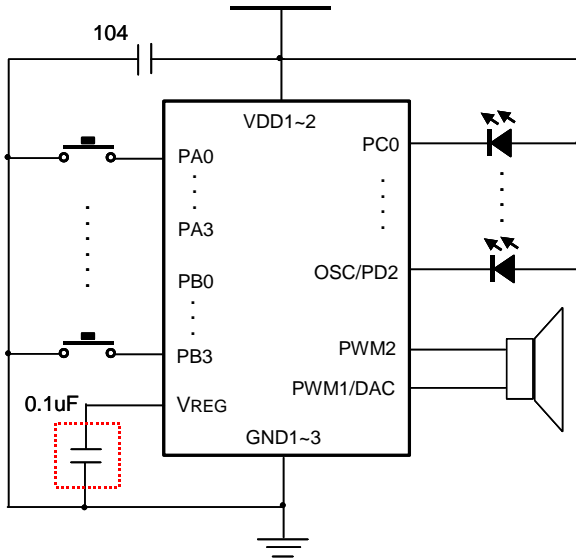 104
VDD1~2
PA0
PC0
PA3
PB0
OSC/PD2
PB3
PWM2
0.1uF
VREG
PWM1/DAC
GND1~3